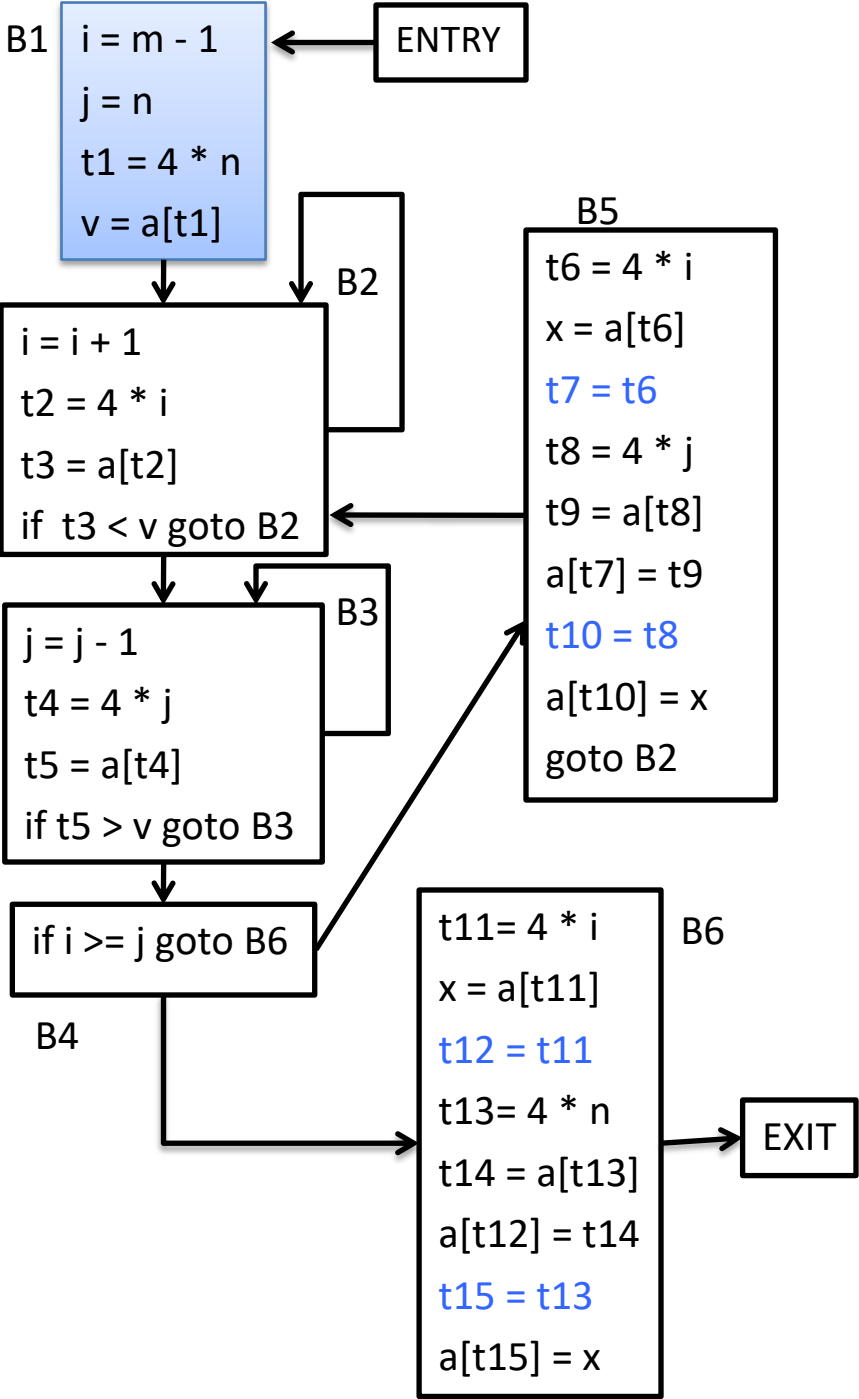 B1
i = m - 1
j = n
t1 = 4 * n
v = a[t1]
ENTRY
B2
i = i + 1
t2 = 4 * i
t3 = a[t2]
if  t3 < v goto B2
B3
j = j - 1
t4 = 4 * j
t5 = a[t4]
if t5 > v goto B3
if i >= j goto B6
B4
B5
t6 = 4 * i
x = a[t6]
t7 = t6
t8 = 4 * j
t9 = a[t8]
a[t7] = t9
t10 = t8
a[t10] = x
goto B2
B6
t11= 4 * i
x = a[t11]
t12 = t11
t13= 4 * n
t14 = a[t13]
a[t12] = t14
t15 = t13
a[t15] = x
EXIT